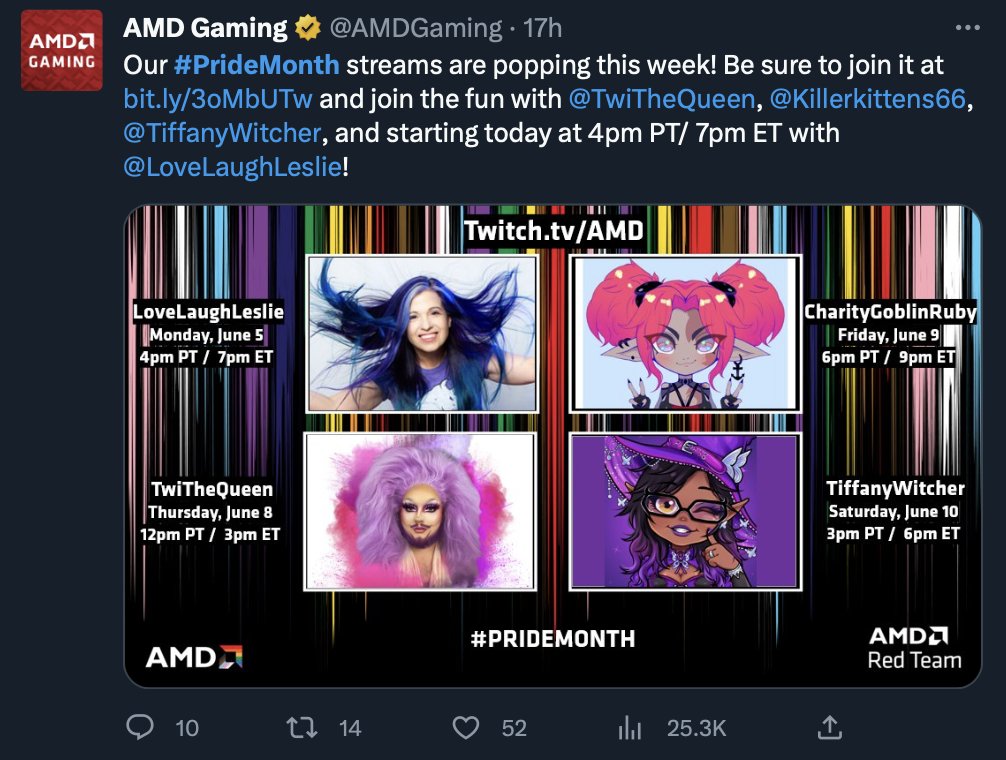 AMD
GAMING
AMD Gaming @AMDGaming · 17h
Our #PrideMonth streams are popping this week! Be sure to join it at
bit.ly/3oMbUTw and join the fun with @TwiTheQueen, @Killerkittens66,
@TiffanyWitcher, and starting today at 4pm PT/ 7pm ET with
@LoveLaughLeslie!
Twitch.tv/AMD
LoveLaughLeslie
Monday, June 5
4pm PT / 7pm ET
CharityGoblinRuby
Friday, June 9
6pm PT / 9pm ET
TwiTheQueen
Thursday, June 8
12pm PT / 3pm ET
TiffanyWitcher
Saturday, June 10
3pm PT / 6pm ET
#PRIDEMONTH
AMD
AMD
Red Team
10 14 52 25.3K